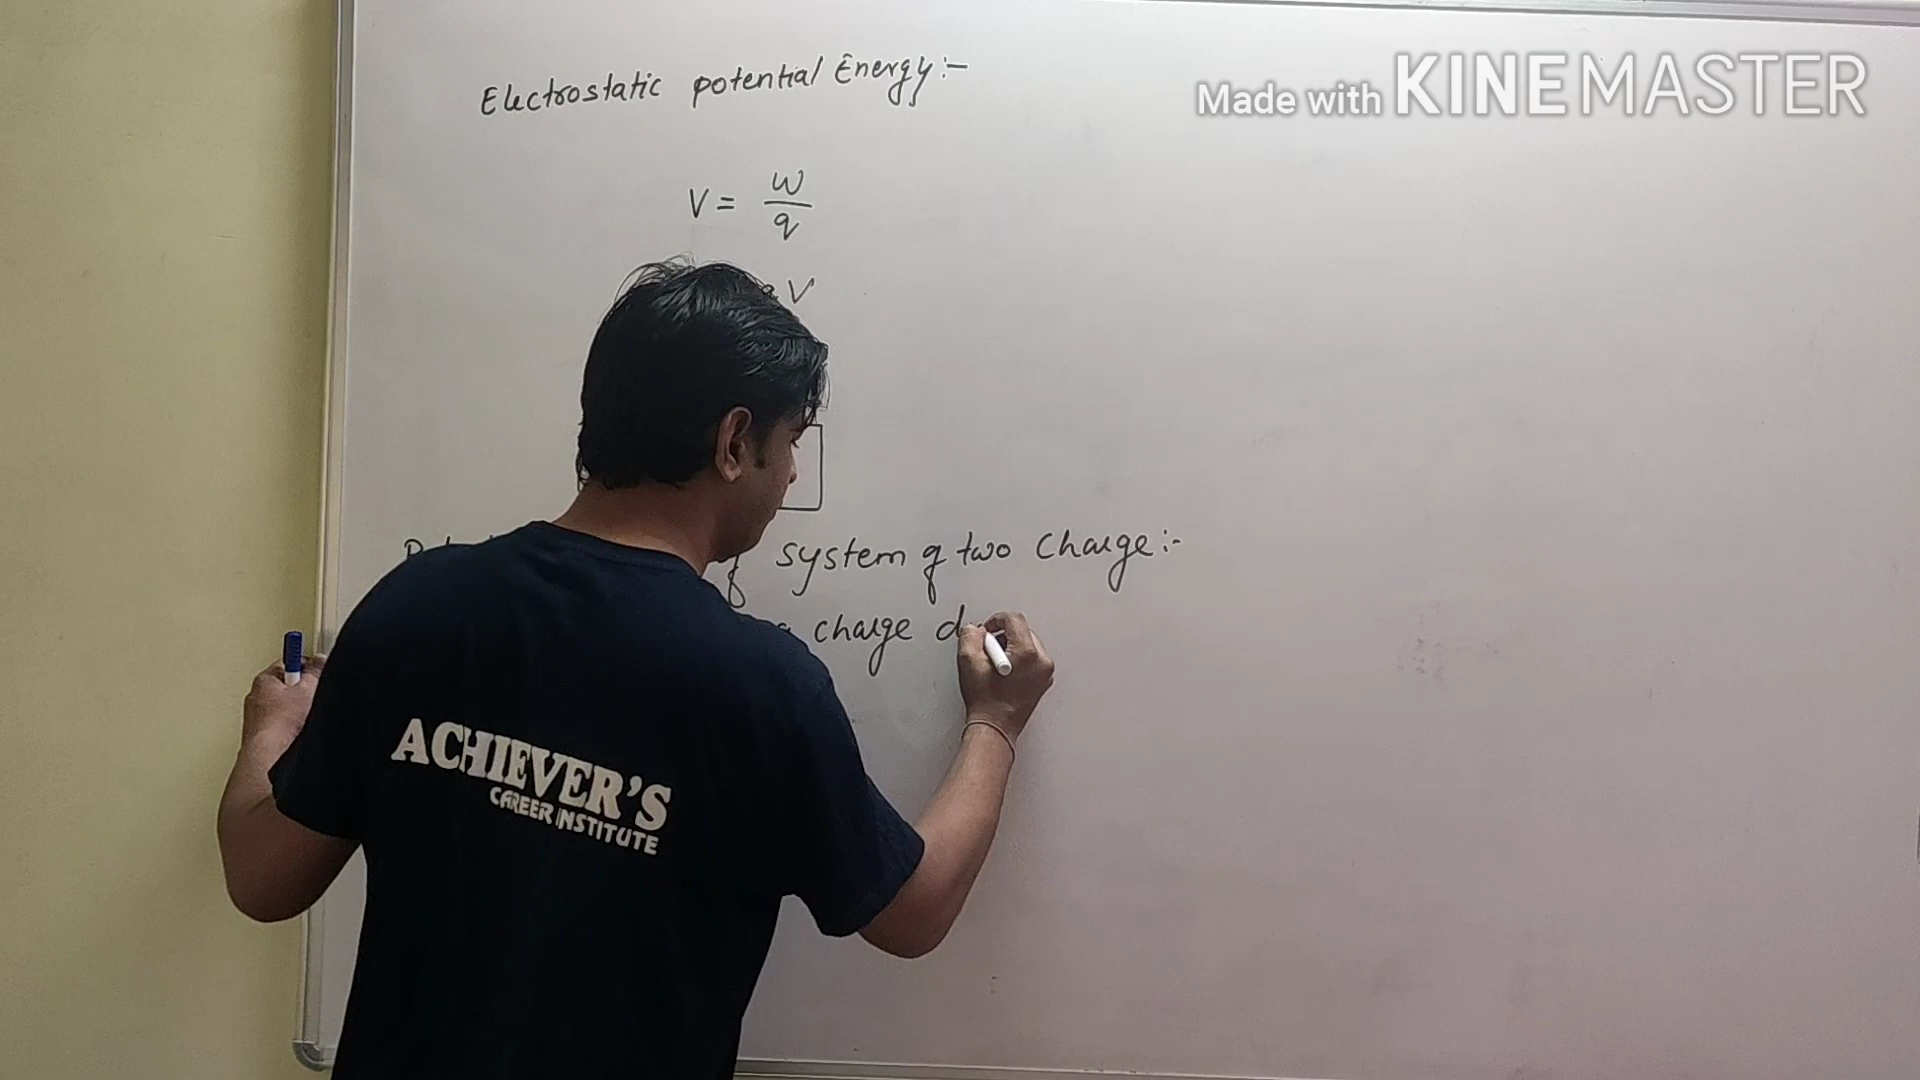 Electrostatic potential Energy:-
Made with KINEMASTER
V = w/q
V
system of two Charge:-
charge
ACHIEVER'S
CAREER INSTITUTE